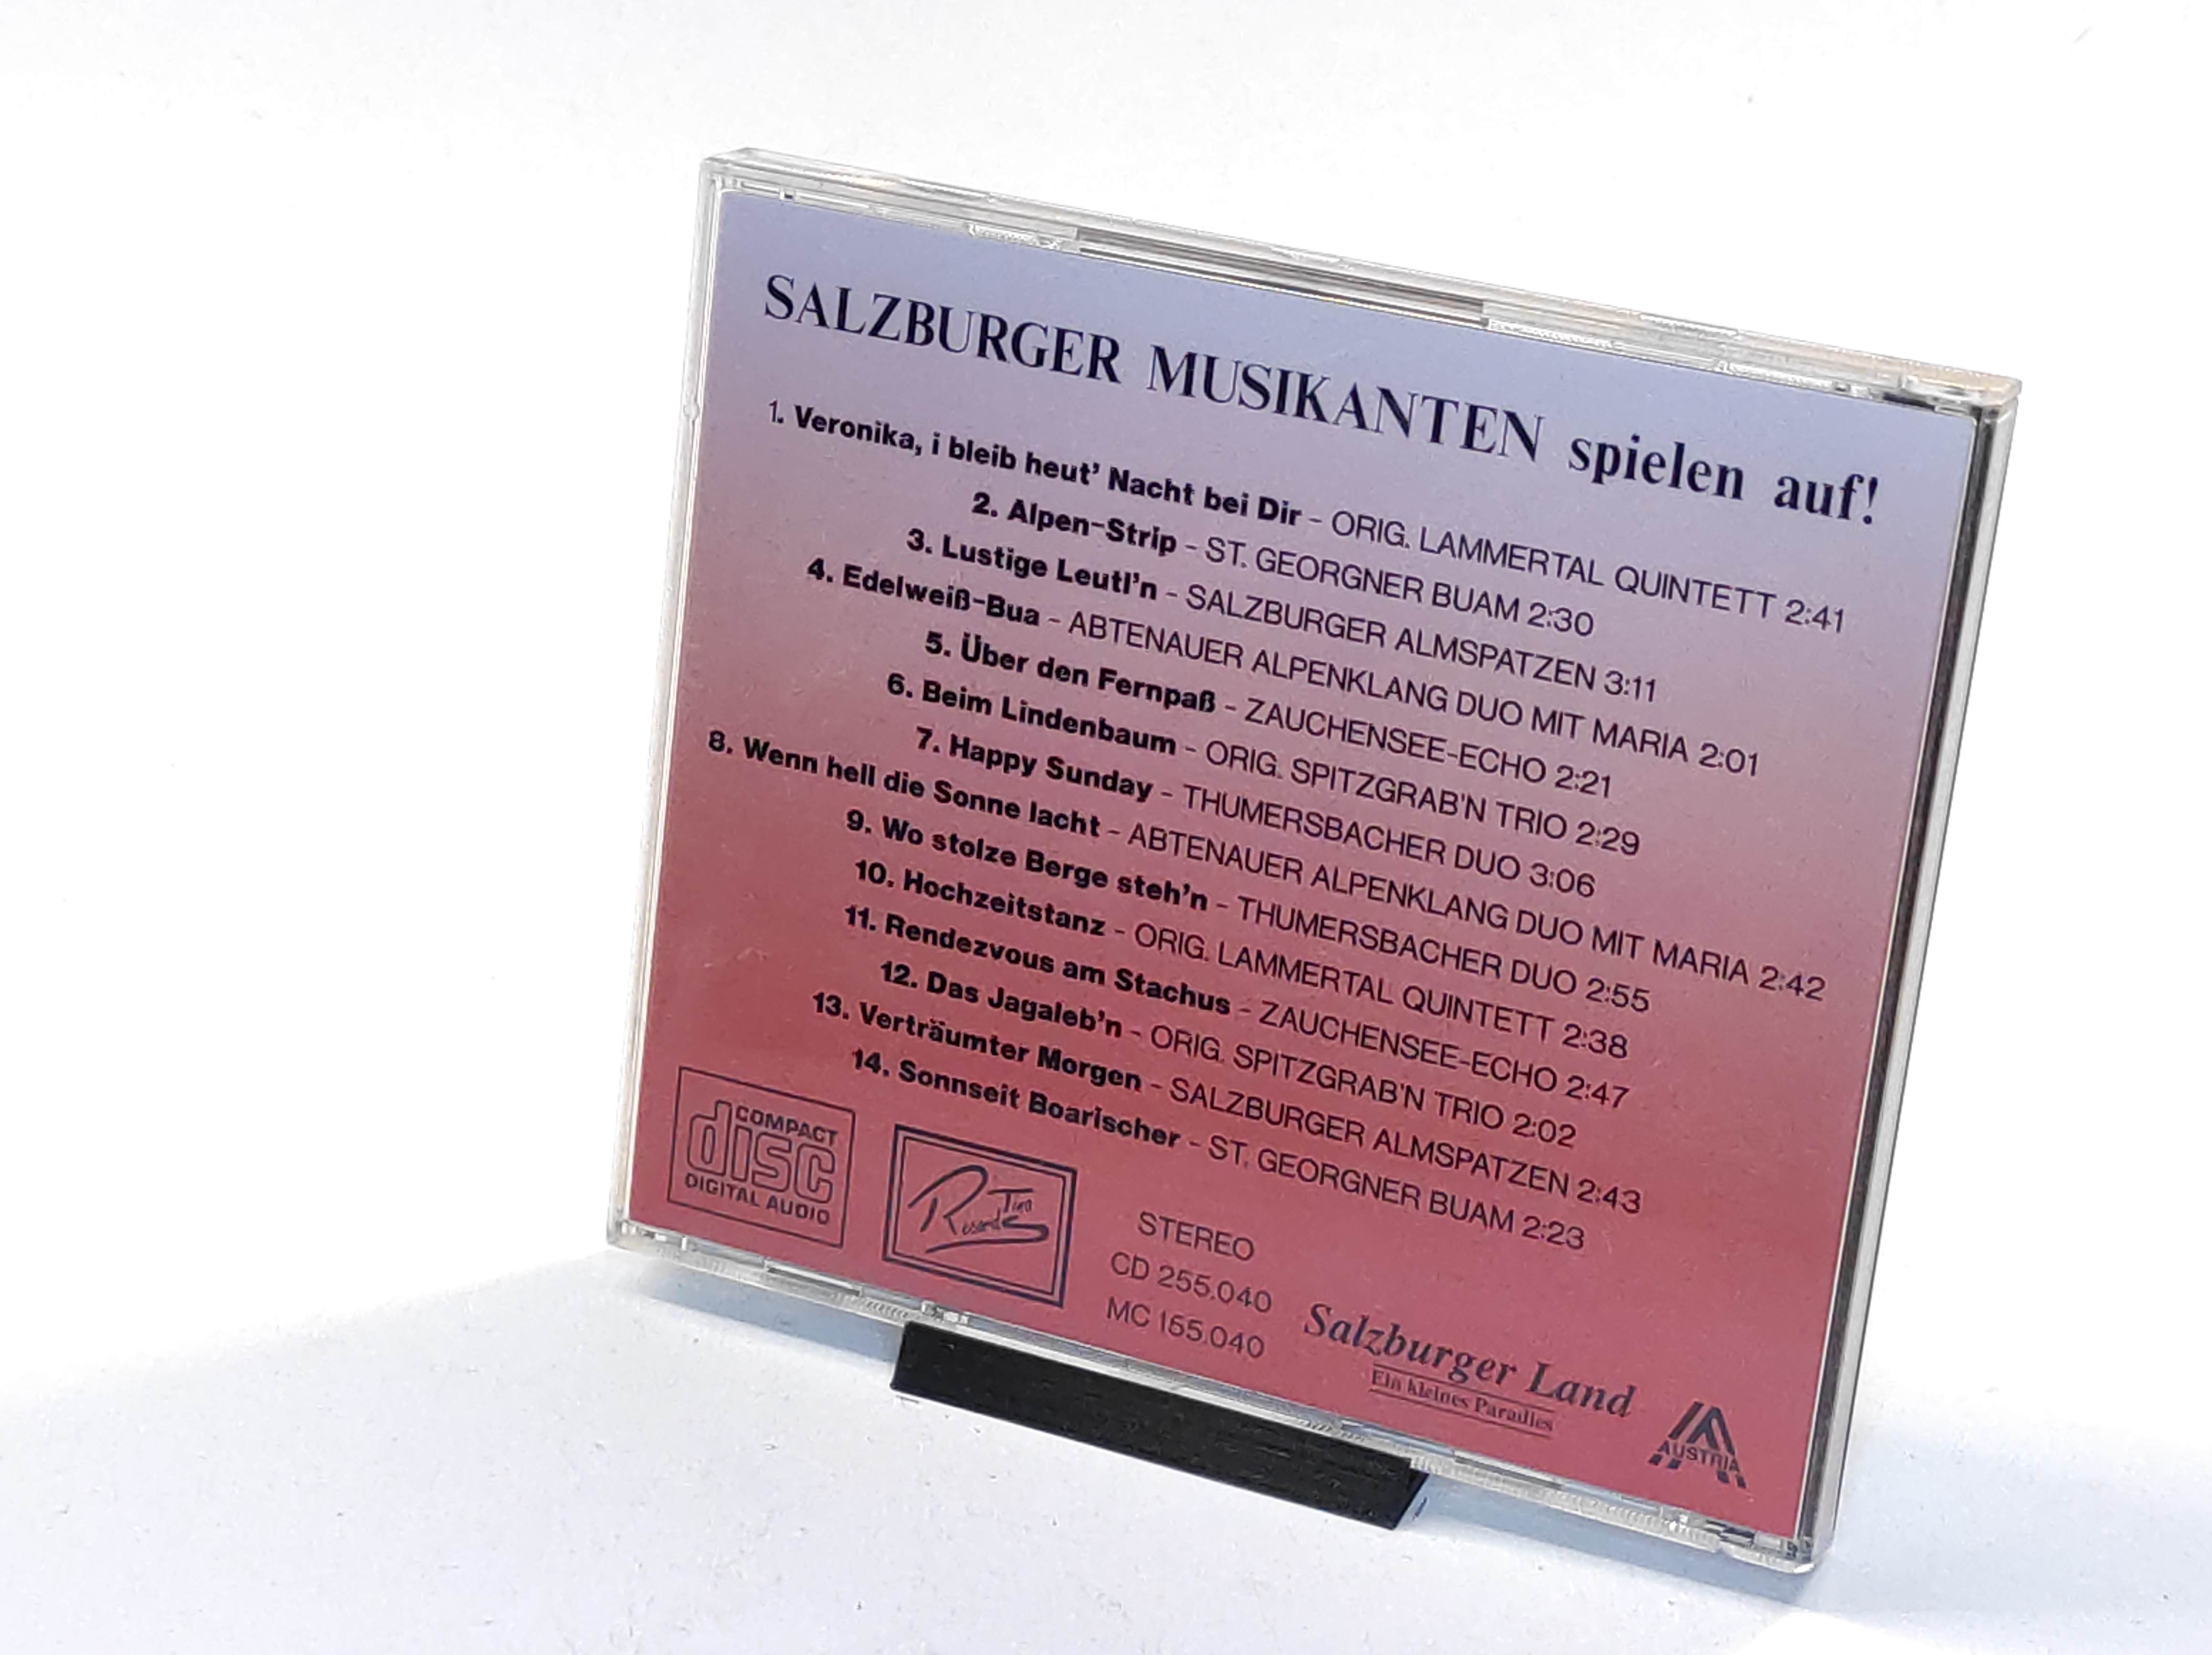 SALZBURGER MUSIKANTEN spielen auf!
1. Veronika, i bleib heut' Nacht bei Dir - ORIG. LAMMERTAL QUINTETT 2:41
2. Alpen-Strip - ST. GEORGNER BUAM 2:30
3. Lustige Leutl'n - SALZBURGER ALMSPATZEN 3:11
4. Edelweiß-Bua - ABTENAUER ALPENKLANG DUO MIT MARIA 2:01
5. Über den Fernpaß - ZAUCHENSEE-ECHO 2:21
6. Beim Lindenbaum - ORIG. SPITZGRAB'N TRIO 2:29
7. Happy Sunday - THUMERSBACHER DUO 3:06
8. Wenn hell die Sonne lacht - ABTENAUER ALPENKLANG DUO MIT MARIA 2:42
9. Wo stolze Berge steh'n - THUMERSBACHER DUO 2:55
10. Hochzeitstanz - ORIG. LAMMERTAL QUINTETT 2:38
11. Rendezvous am Stachus - ZAUCHENSEE-ECHO 2:47
12. Das Jagaleb'n - ORIG. SPITZGRAB'N TRIO 2:02
13. Verträumter Morgen - SALZBURGER ALMSPATZEN 2:43
14. Sonnseit Boarischer - ST. GEORGNER BUAM 2:23
COMPACT
disc
DIGITAL AUDIO
Tino
Records
STEREO
CD 255.040
MC 155.040
Salzburger Land
Ein kleines Paradies
AUSTRIA